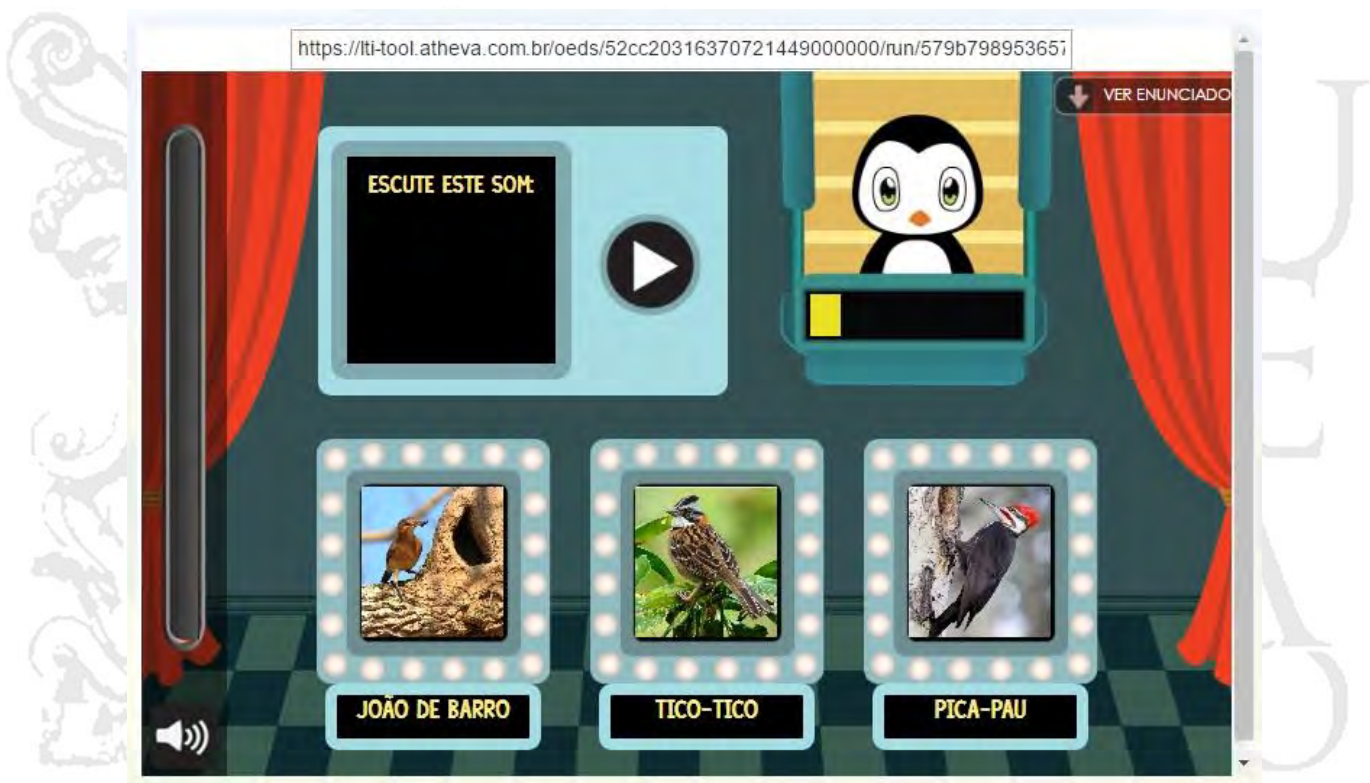 https://lti-tool.atheva.com.br/oeds/52cc20316370721449000000/run/579b798953657
VER ENUNCIADO
ESCUTE ESTE SOM:
JOÃO DE BARRO
TICO-TICO
PICA-PAU